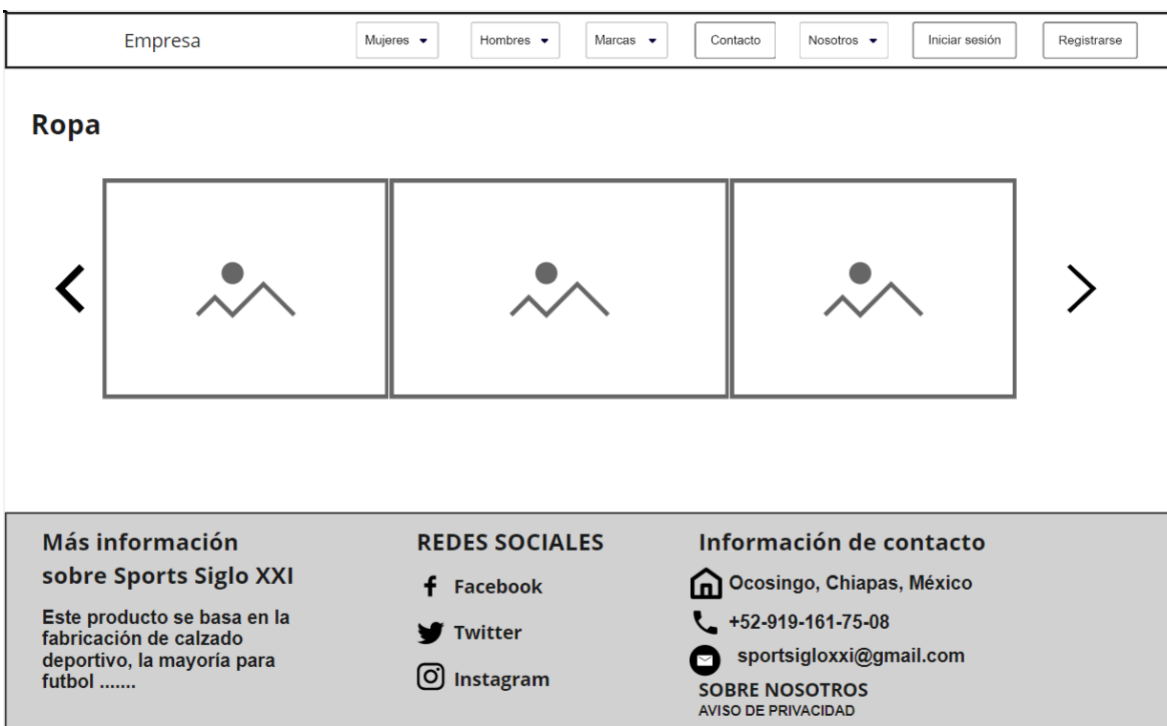 Empresa
Mujeres
Hombres
Marcas
Contacto
Nosotros
Iniciar sesión
Registrarse
Ropa
Más información
sobre Sports Siglo XXI
Este producto se basa en la
fabricación de calzado
deportivo, la mayoría para
futbol .......
REDES SOCIALES
Facebook
Twitter
Instagram
Información de contacto
Ocosingo, Chiapas, México
+52-919-161-75-08
sportsigloxxi@gmail.com
SOBRE NOSOTROS
AVISO DE PRIVACIDAD